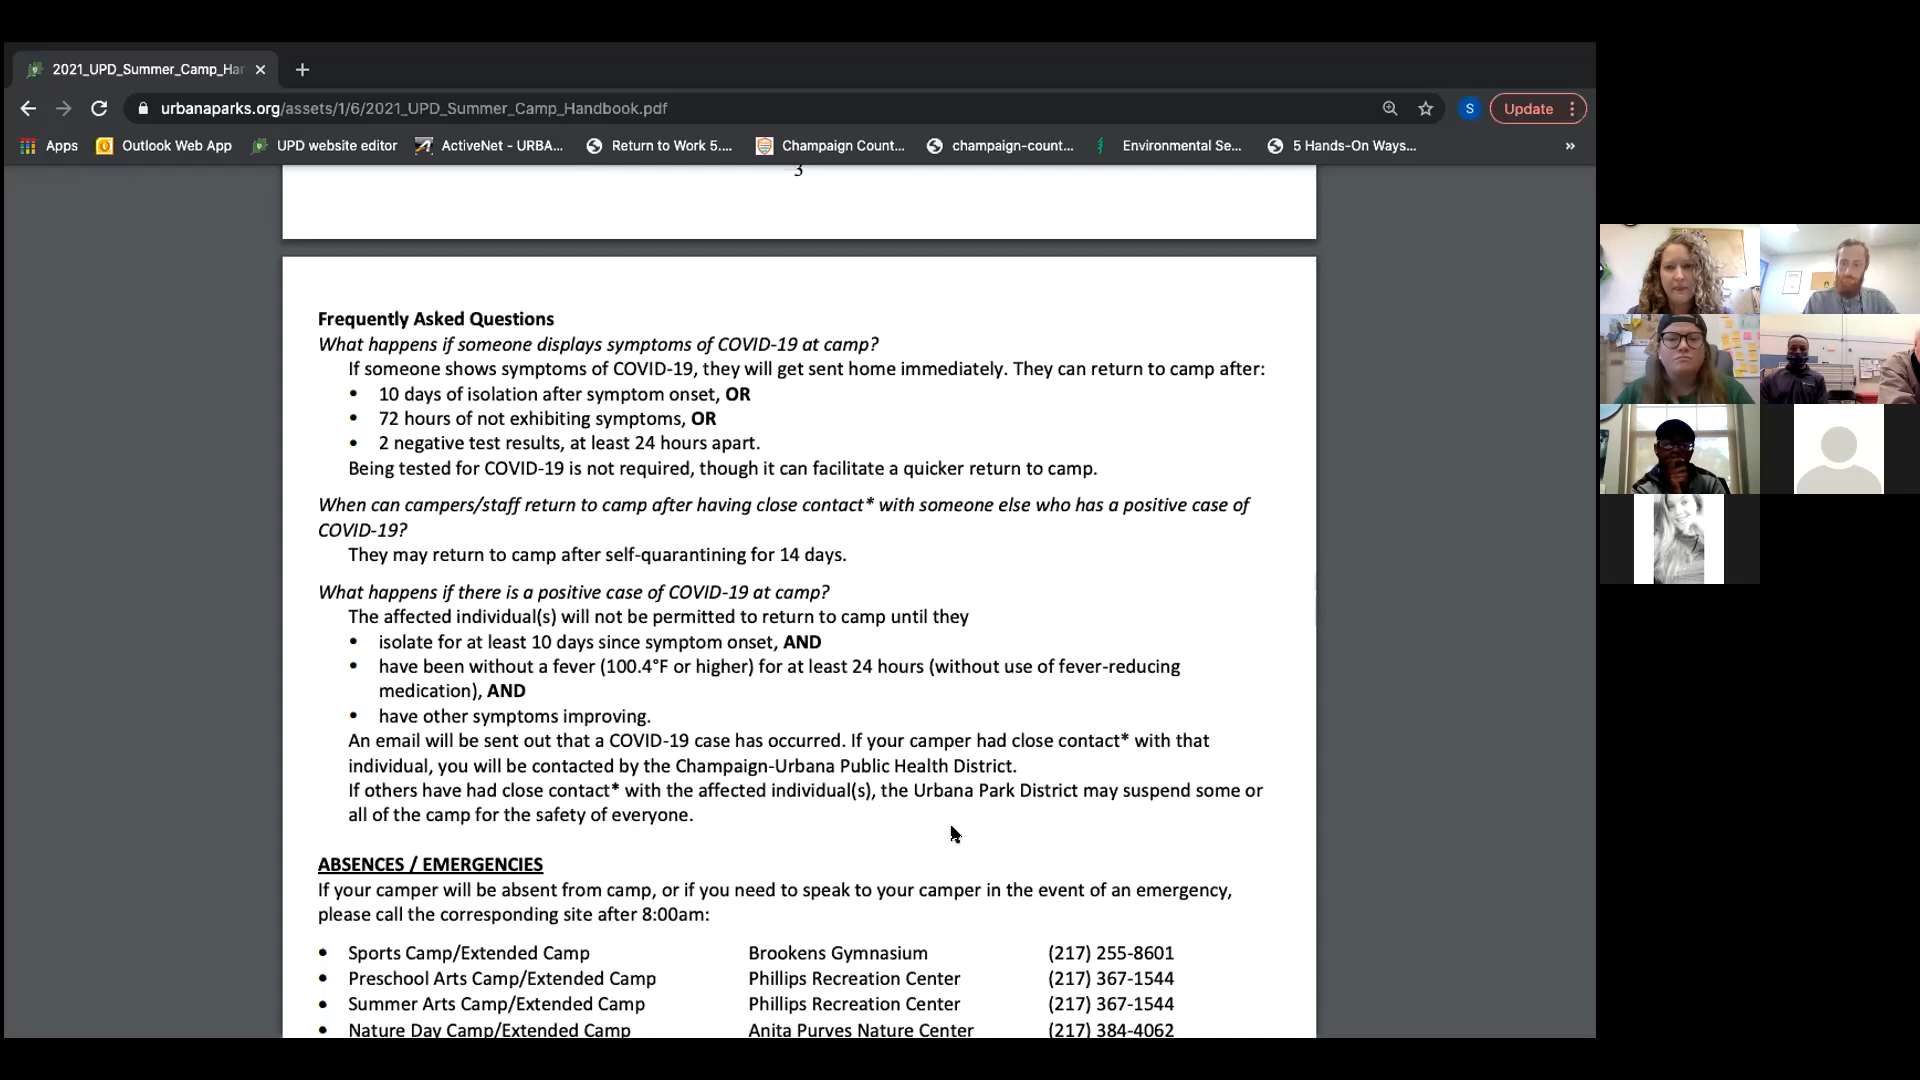 2021_UPD_Summer_Camp_Har
urbanaparks.org/assets/1/6/2021_UPD_Summer_Camp_Handbook.pdf
S
Update
Apps
Outlook Web App
UPD website editor
ActiveNet - URBA...
Return to Work 5....
Champaign Count...
champaign-count...
Environmental Se...
5 Hands-On Ways...
»
3
Frequently Asked Questions
What happens if someone displays symptoms of COVID-19 at camp?
If someone shows symptoms of COVID-19, they will get sent home immediately. They can return to camp after:
• 10 days of isolation after symptom onset, OR
• 72 hours of not exhibiting symptoms, OR
• 2 negative test results, at least 24 hours apart.
Being tested for COVID-19 is not required, though it can facilitate a quicker return to camp.
When can campers/staff return to camp after having close contact* with someone else who has a positive case of
COVID-19?
They may return to camp after self-quarantining for 14 days.
What happens if there is a positive case of COVID-19 at camp?
The affected individual(s) will not be permitted to return to camp until they
• isolate for at least 10 days since symptom onset, AND
• have been without a fever (100.4°F or higher) for at least 24 hours (without use of fever-reducing
medication), AND
• have other symptoms improving.
An email will be sent out that a COVID-19 case has occurred. If your camper had close contact* with that
individual, you will be contacted by the Champaign-Urbana Public Health District.
If others have had close contact* with the affected individual(s), the Urbana Park District may suspend some or
all of the camp for the safety of everyone.
ABSENCES / EMERGENCIES
If your camper will be absent from camp, or if you need to speak to your camper in the event of an emergency,
please call the corresponding site after 8:00am:
• Sports Camp/Extended Camp Brookens Gymnasium (217) 255-8601
• Preschool Arts Camp/Extended Camp Phillips Recreation Center (217) 367-1544
• Summer Arts Camp/Extended Camp Phillips Recreation Center (217) 367-1544
• Nature Day Camp/Extended Camp Anita Purves Nature Center (217) 384-4062